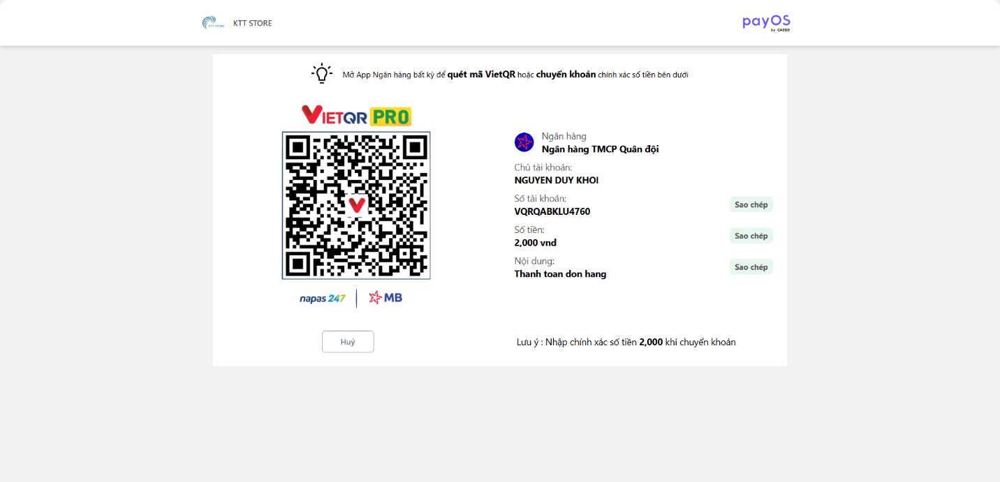 KTT STORE
KTT STORE
payOS
by CASSO
Mở App Ngân hàng bất kỳ để quét mã VietQR hoặc chuyển khoản chính xác số tiền bên dưới
VIETQR PRO
Ngân hàng
Ngân hàng TMCP Quân đội
Chủ tài khoản:
NGUYEN DUY KHOI
Số tài khoản:
VQRQABKLU4760
Sao chép
Số tiền:
2,000 vnd
Sao chép
Nội dung:
Thanh toan don hang
Sao chép
napas 247
MB
Huỷ
Lưu ý : Nhập chính xác số tiền 2,000 khi chuyển khoản